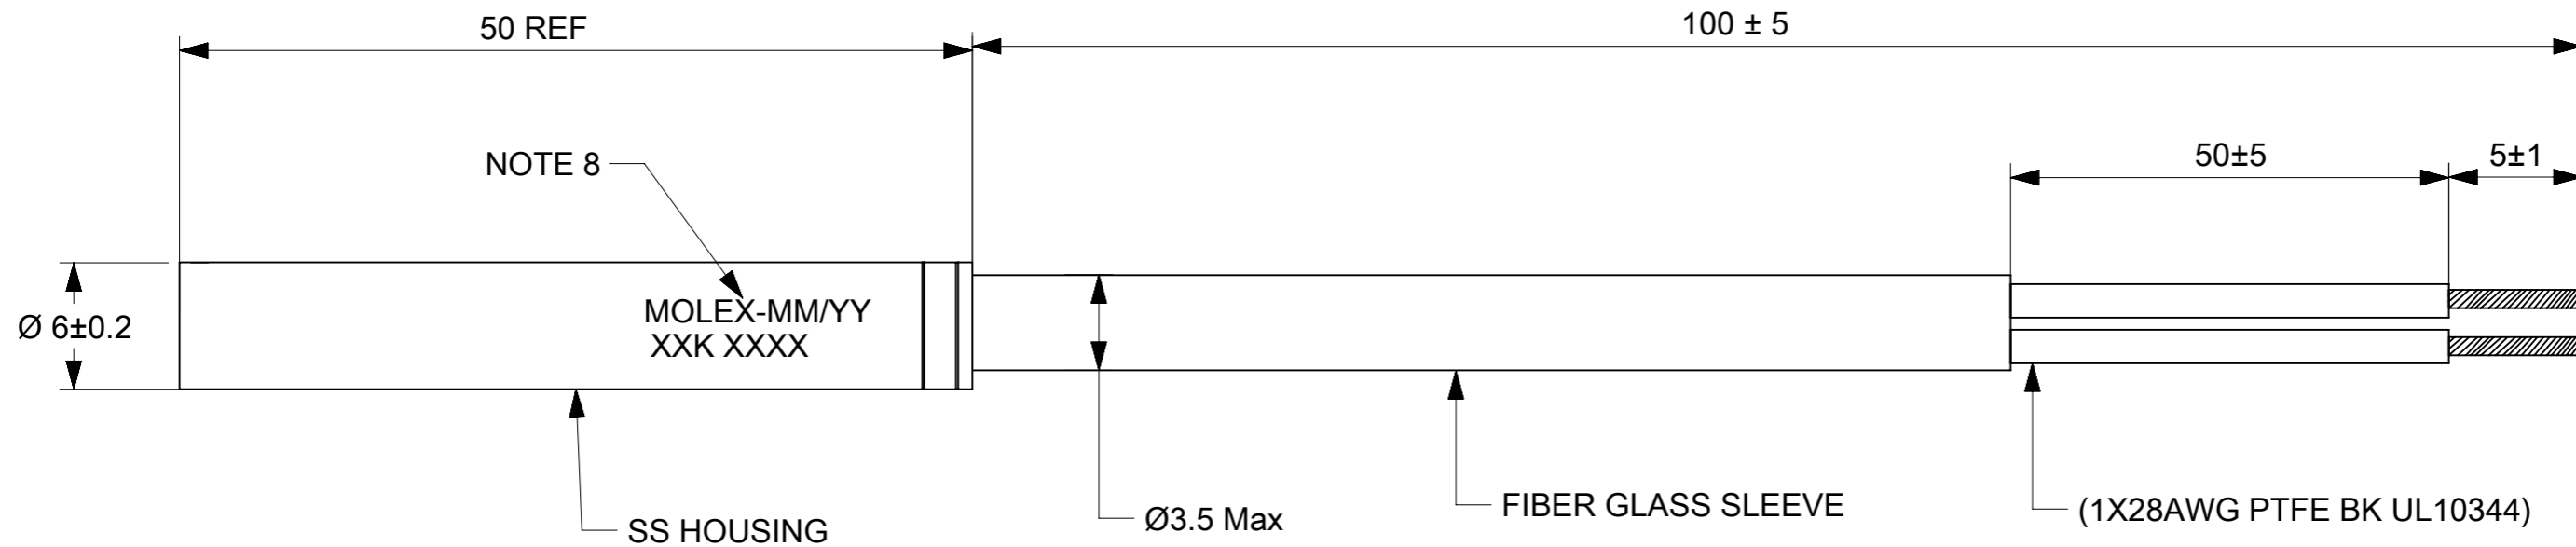 50 REF
100 ± 5
NOTE 8
50±5
5±1
MOLEX-MM/YY
XXK XXXX
Ø 6±0.2
SS HOUSING
Ø3.5 Max
FIBER GLASS SLEEVE
(1X28AWG PTFE BK UL10344)